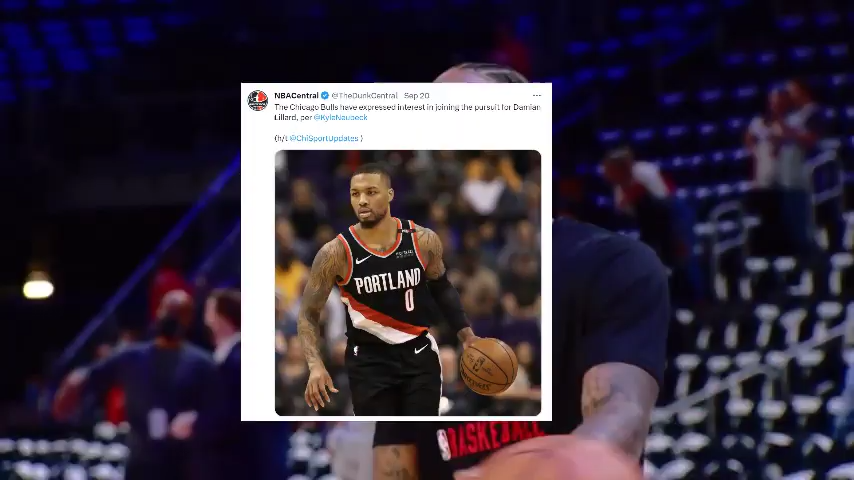 NBACentral @TheDunkCentral Sep 20
The Chicago Bulls have expressed interest in joining the pursuit for Damian
Lillard, per @KyleNeubeck
(h/t @ChiSportUpdates )
PORTLAND
0
BASKETBALL